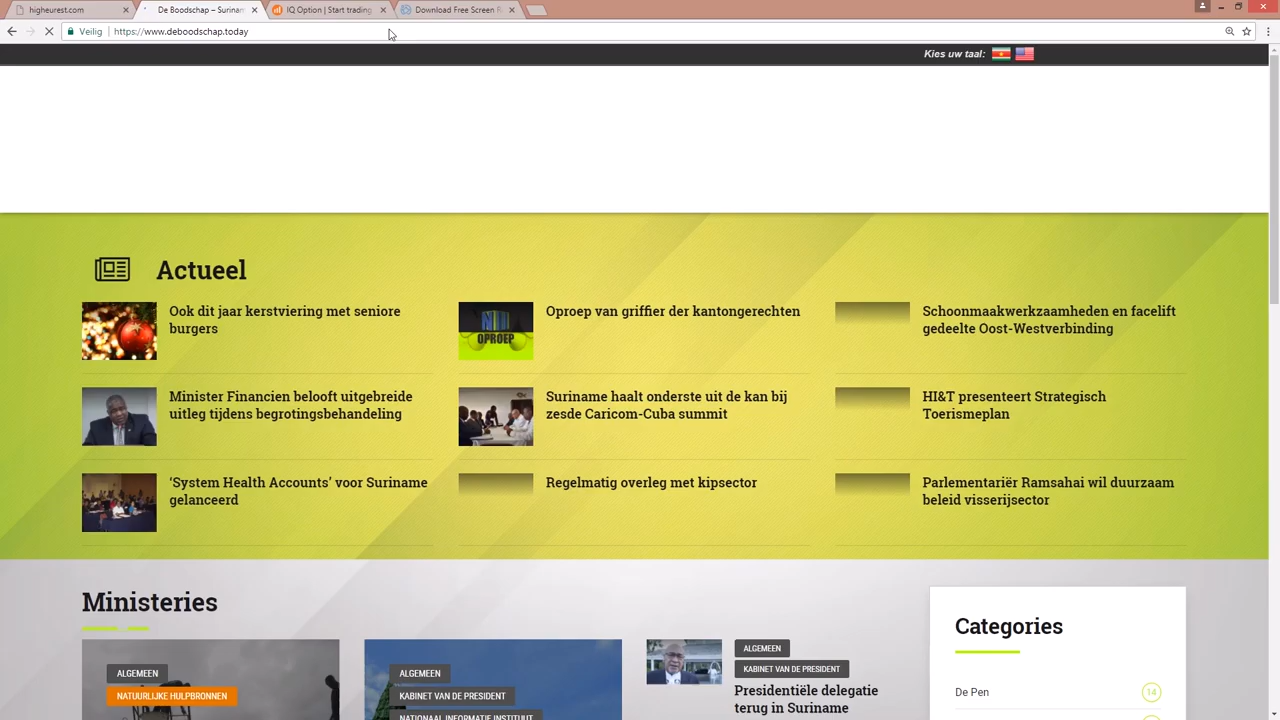 higheurest.com
De Boodschap – Surinam
IQ Option | Start trading
Download Free Screen R
Veilig
https://www.deboodschap.today
Kies uw taal:
Actueel
Ook dit jaar kerstviering met seniore
burgers
Oproep van griffier der kantongerechten
Schoonmaakwerkzaamheden en facelift
gedeelte Oost-Westverbinding
OPROEP
Minister Financien belooft uitgebreide
uitleg tijdens begrotingsbehandeling
Suriname haalt onderste uit de kan bij
zesde Caricom-Cuba summit
HI&T presenteert Strategisch
Toerismeplan
‘System Health Accounts’ voor Suriname
gelanceerd
Regelmatig overleg met kipsector
Parlementariër Ramsahai wil duurzaam
beleid visserijsector
Ministeries
ALGEMEEN
NATUURLIJKE HULPBRONNEN
ALGEMEEN
KABINET VAN DE PRESIDENT
NATIONAAL INFORMATIE INSTITUUT
ALGEMEEN
KABINET VAN DE PRESIDENT
Presidentiële delegatie
terug in Suriname
Categories
De Pen
14